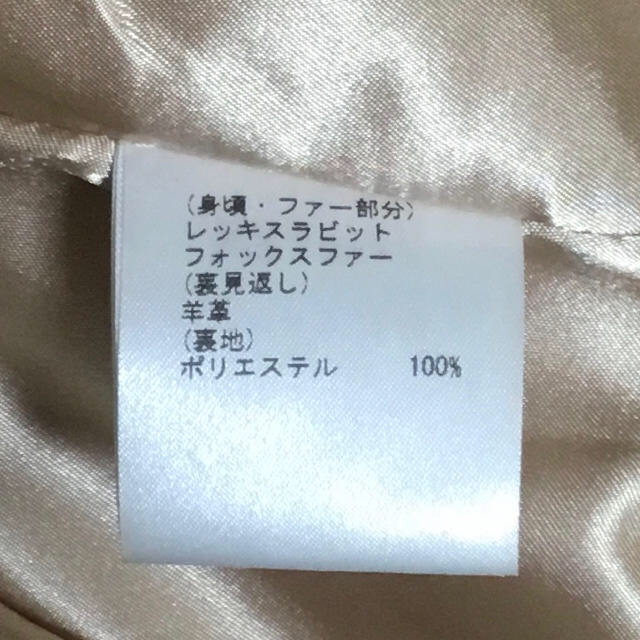 (身頃・ファー部分)
レッキスラビット
フォックスファー
(裏見返し)
羊革
(裏地)
ポリエステル 100%